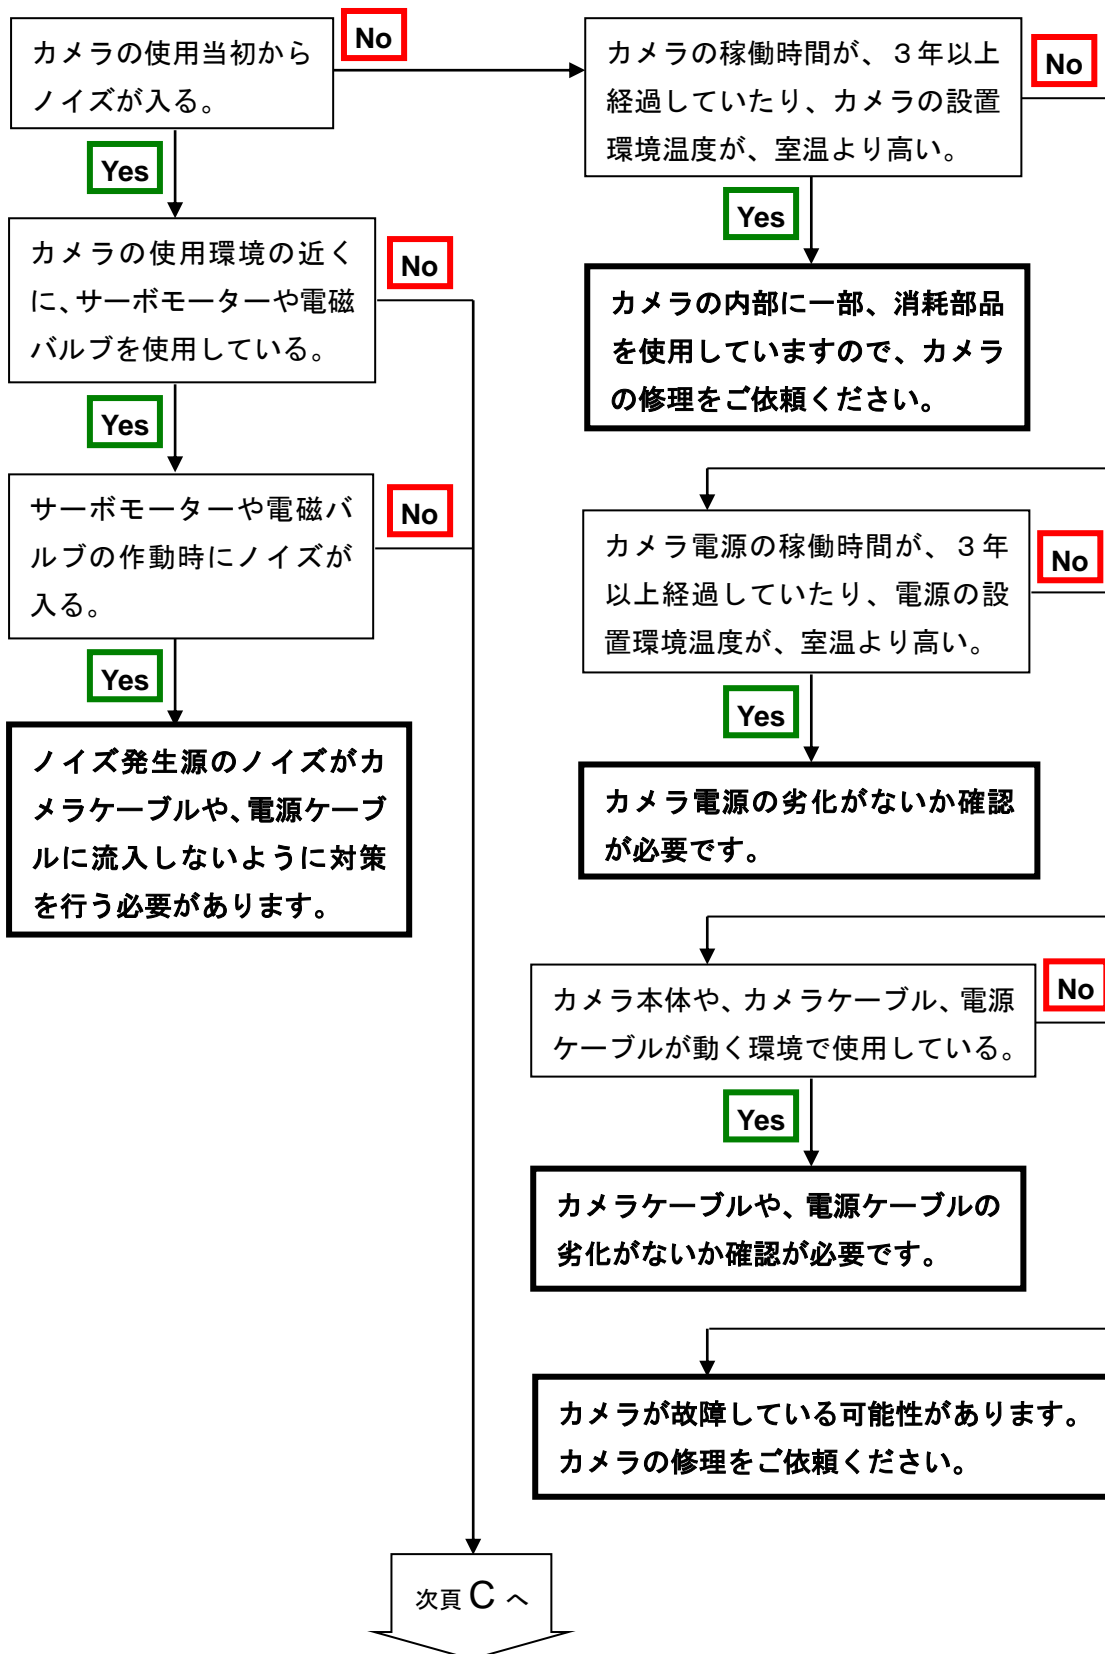 カメラの使用当初から
ノイズが入る。
No
Yes
カメラの使用環境の近く
に、サーボモーターや電磁
バルブを使用している。
No
Yes
サーボモーターや電磁バ
ルブの作動時にノイズが
入る。
No
Yes
ノイズ発生源のノイズがカ
メラケーブルや、電源ケーブ
ルに流入しないように対策
を行う必要があります。
カメラの稼働時間が、３年以上
経過していたり、カメラの設置
環境温度が、室温より高い。
No
Yes
カメラの内部に一部、消耗部品
を使用していますので、カメラ
の修理をご依頼ください。
カメラ電源の稼働時間が、３年
以上経過していたり、電源の設
置環境温度が、室温より高い。
No
Yes
カメラ電源の劣化がないか確認
が必要です。
カメラ本体や、カメラケーブル、電源
ケーブルが動く環境で使用している。
No
Yes
カメラケーブルや、電源ケーブルの
劣化がないか確認が必要です。
カメラが故障している可能性があります。
カメラの修理をご依頼ください。
次頁 C へ